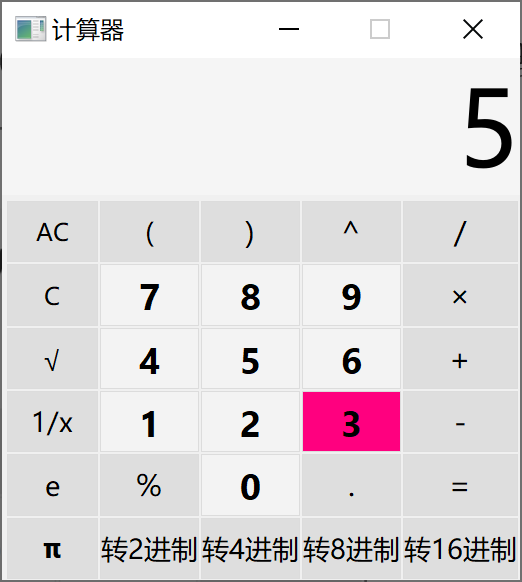 计算器
5
AC ( ) ^ /
C 7 8 9 ×
√ 4 5 6 +
1/x 1 2 3 -
e % 0 . =
π 转2进制 转4进制 转8进制 转16进制